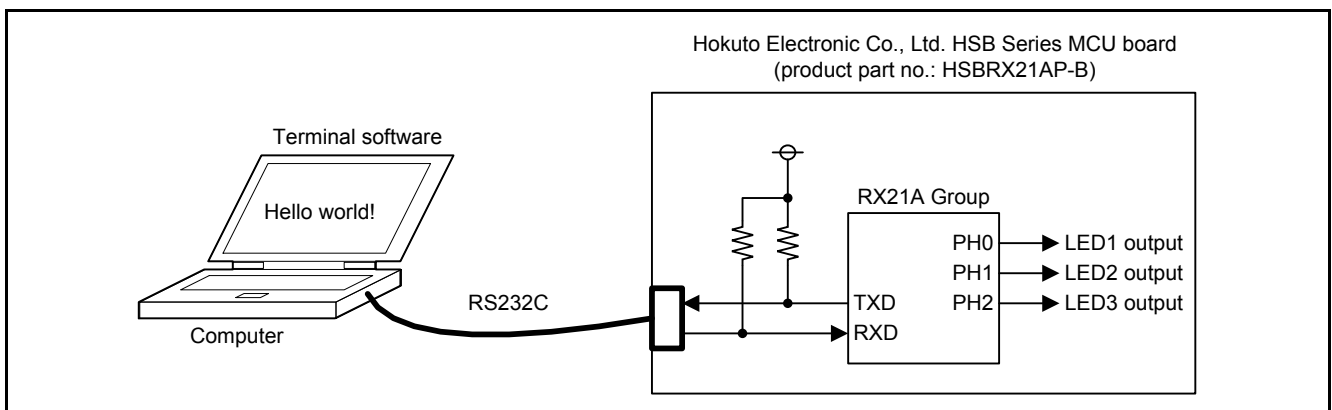 Hokuto Electronic Co., Ltd. HSB Series MCU board
(product part no.: HSBRX21AP-B)
Terminal software
Hello world!
RX21A Group
PH0
LED1 output
PH1
LED2 output
RS232C
TXD
PH2
LED3 output
RXD
Computer